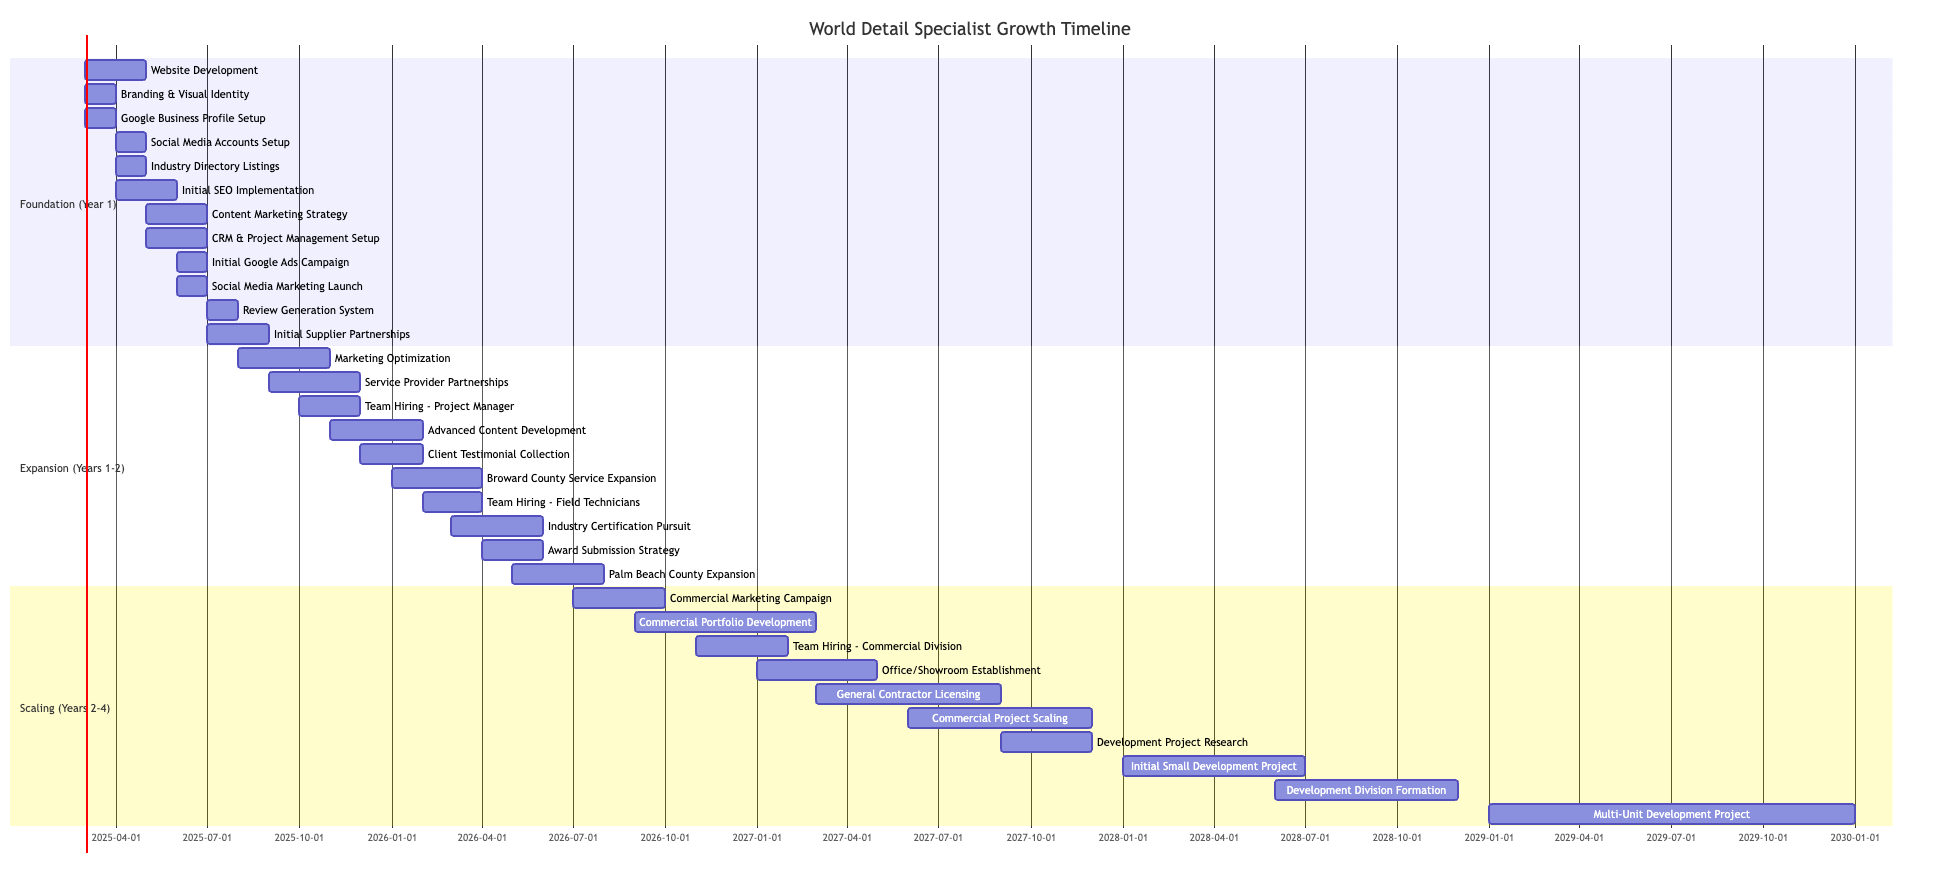 World Detail Specialist Growth Timeline
Website Development
Branding & Visual Identity
Google Business Profile Setup
Social Media Accounts Setup
Industry Directory Listings
Initial SEO Implementation
Foundation (Year 1)
Content Marketing Strategy
CRM & Project Management Setup
Initial Google Ads Campaign
Social Media Marketing Launch
Review Generation System
Initial Supplier Partnerships
Marketing Optimization
Service Provider Partnerships
Team Hiring - Project Manager
Advanced Content Development
Client Testimonial Collection
Expansion (Years 1-2)
Broward County Service Expansion
Team Hiring - Field Technicians
Industry Certification Pursuit
Award Submission Strategy
Palm Beach County Expansion
Commercial Marketing Campaign
Commercial Portfolio Development
Team Hiring - Commercial Division
Office/Showroom Establishment
General Contractor Licensing
Scaling (Years 2-4)
Commercial Project Scaling
Development Project Research
Initial Small Development Project
Development Division Formation
Multi-Unit Development Project
2025-04-01 2025-07-01 2025-10-01 2026-01-01 2026-04-01 2026-07-01 2026-10-01 2027-01-01 2027-04-01 2027-07-01 2027-10-01 2028-01-01 2028-04-01 2028-07-01 2028-10-01 2029-01-01 2029-04-01 2029-07-01 2029-10-01 2030-01-01